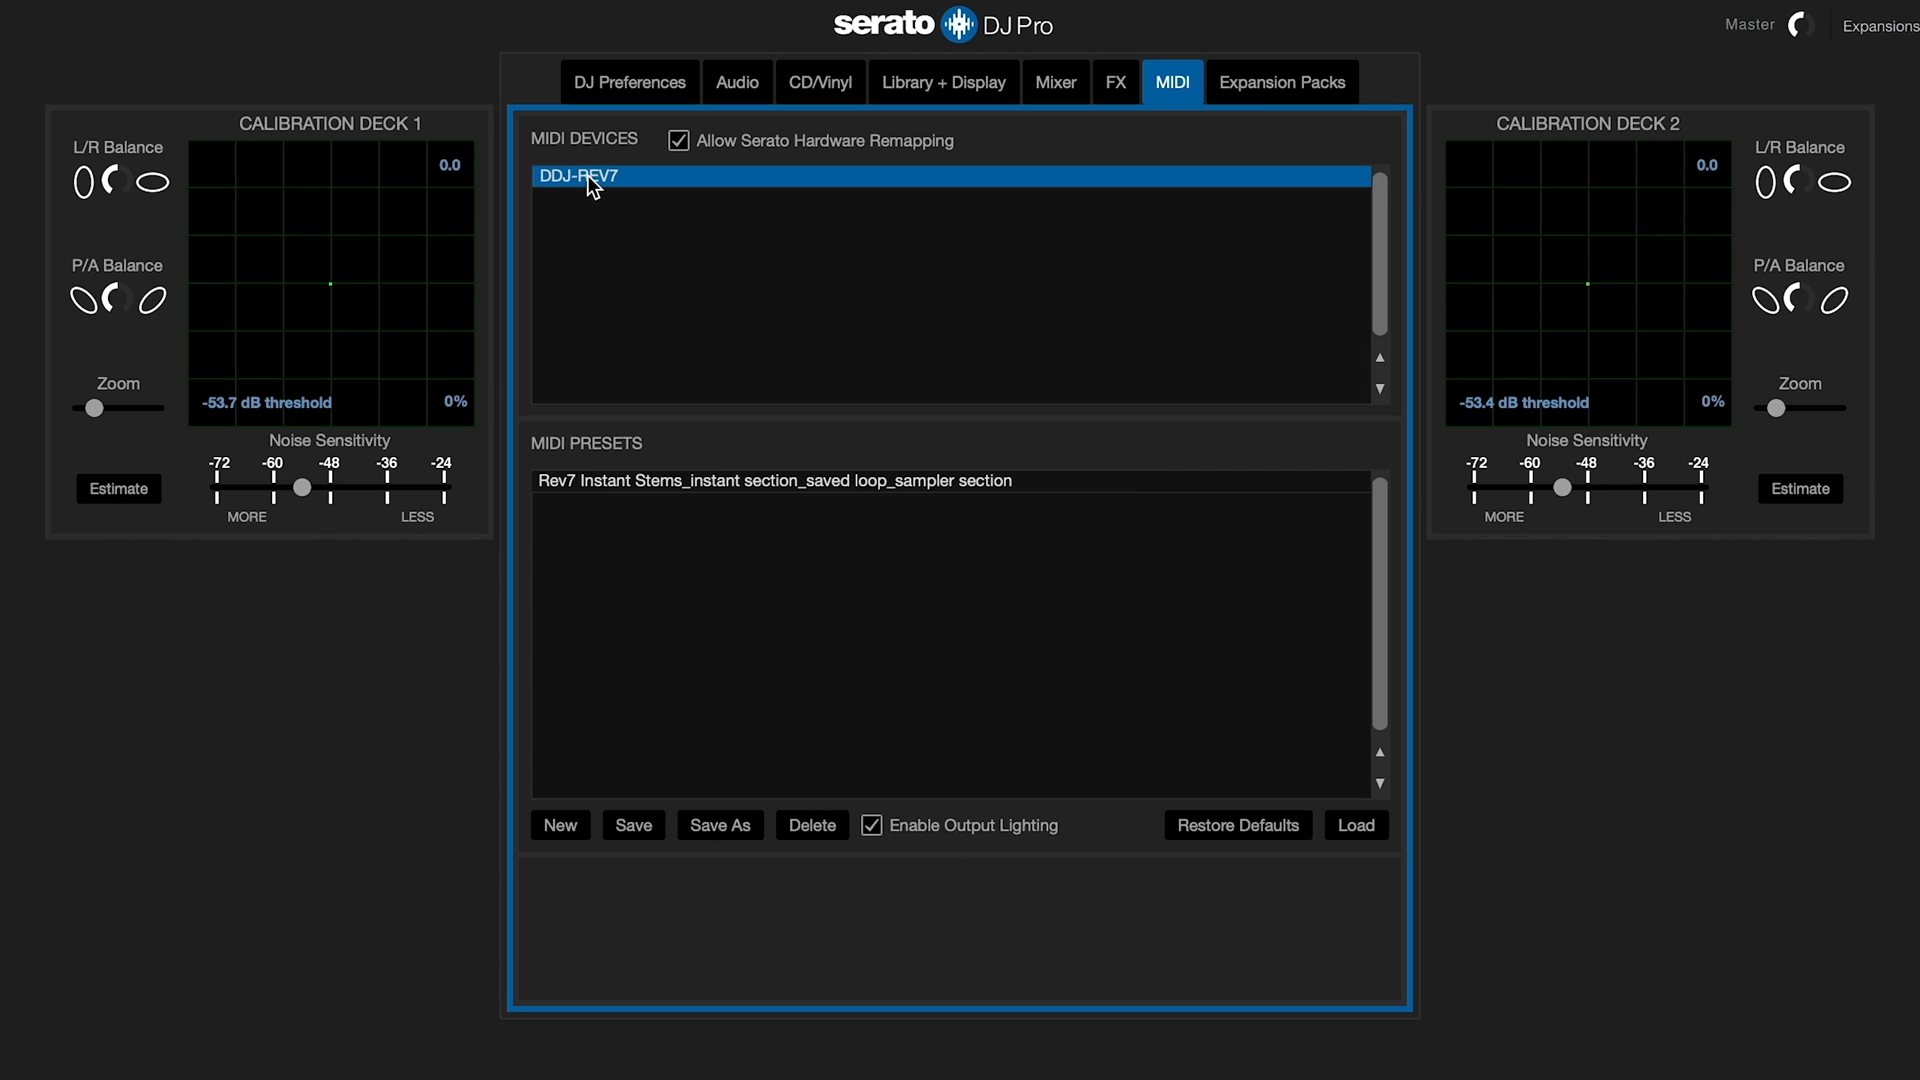 serato DJ Pro
Master
Expansions
DJ Preferences
Audio
CD/Vinyl
Library + Display
Mixer
FX
MIDI
Expansion Packs
CALIBRATION DECK 1
L/R Balance
0.0
P/A Balance
Zoom
-53.7 dB threshold
0%
Noise Sensitivity
-72 -60 -48 -36 -24
Estimate
MORE
LESS
MIDI DEVICES
Allow Serato Hardware Remapping
DDJ-REV7
MIDI PRESETS
Rev7 Instant Stems_instant section_saved loop_sampler section
New
Save
Save As
Delete
Enable Output Lighting
Restore Defaults
Load
CALIBRATION DECK 2
0.0
L/R Balance
P/A Balance
Zoom
-53.4 dB threshold
0%
Noise Sensitivity
-72 -60 -48 -36 -24
Estimate
MORE
LESS